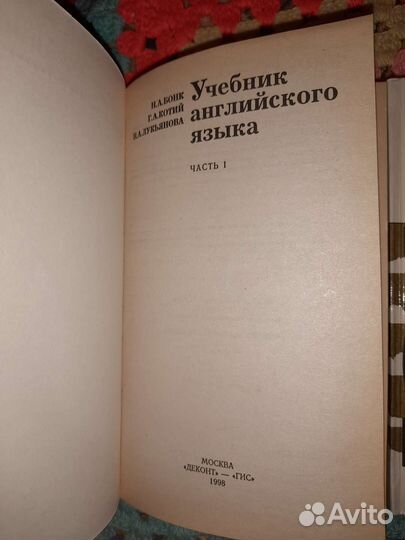 Н.А.БОНК
Г.А.КОТИЙ
Н.А.ЛУКЬЯНОВА
Учебник
английского
языка
ЧАСТЬ I
МОСКВА
«ДЕКОНТ» — «ГИС»
1998
Avito